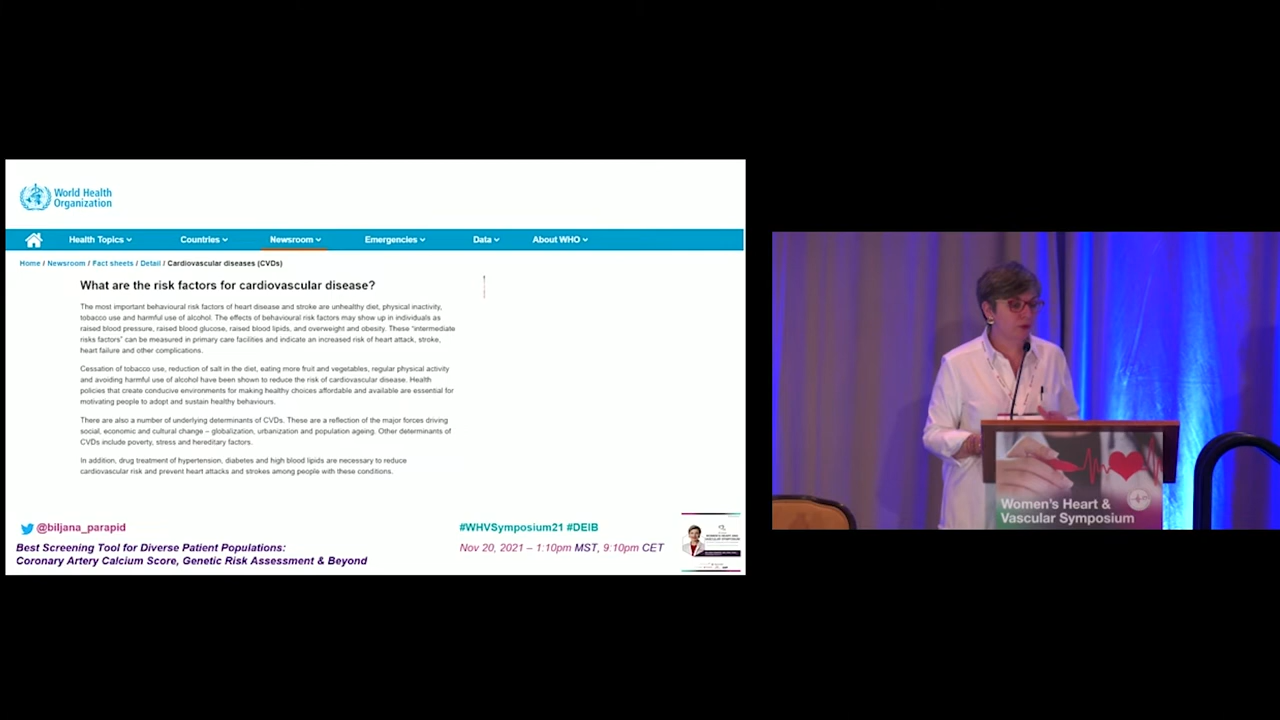 World Health
Organization
Health Topics
Countries
Newsroom
Emergencies
Data
About WHO
Home / Newsroom / Fact sheets / Detail / Cardiovascular diseases (CVDs)
What are the risk factors for cardiovascular disease?
The most important behavioural risk factors of heart disease and stroke are unhealthy diet, physical inactivity,
tobacco use and harmful use of alcohol. The effects of behavioural risk factors may show up in individuals as
raised blood pressure, raised blood glucose, raised blood lipids, and overweight and obesity. These "intermediate
risks factors" can be measured in primary care facilities and indicate an increased risk of heart attack, stroke,
heart failure and other complications.
Cessation of tobacco use, reduction of salt in the diet, eating more fruit and vegetables, regular physical activity
and avoiding harmful use of alcohol have been shown to reduce the risk of cardiovascular disease. Health
policies that create conducive environments for making healthy choices affordable and available are essential for
motivating people to adopt and sustain healthy behaviours.
There are also a number of underlying determinants of CVDs. These are a reflection of the major forces driving
social, economic and cultural change – globalization, urbanization and population ageing. Other determinants of
CVDs include poverty, stress and hereditary factors.
In addition, drug treatment of hypertension, diabetes and high blood lipids are necessary to reduce
cardiovascular risk and prevent heart attacks and strokes among people with these conditions.
@biljana_parapid
#WHVSymposium21 #DEIB
Best Screening Tool for Diverse Patient Populations:
Coronary Artery Calcium Score, Genetic Risk Assessment & Beyond
Nov 20, 2021 – 1:10pm MST, 9:10pm CET
Women's Heart &
Vascular Symposium